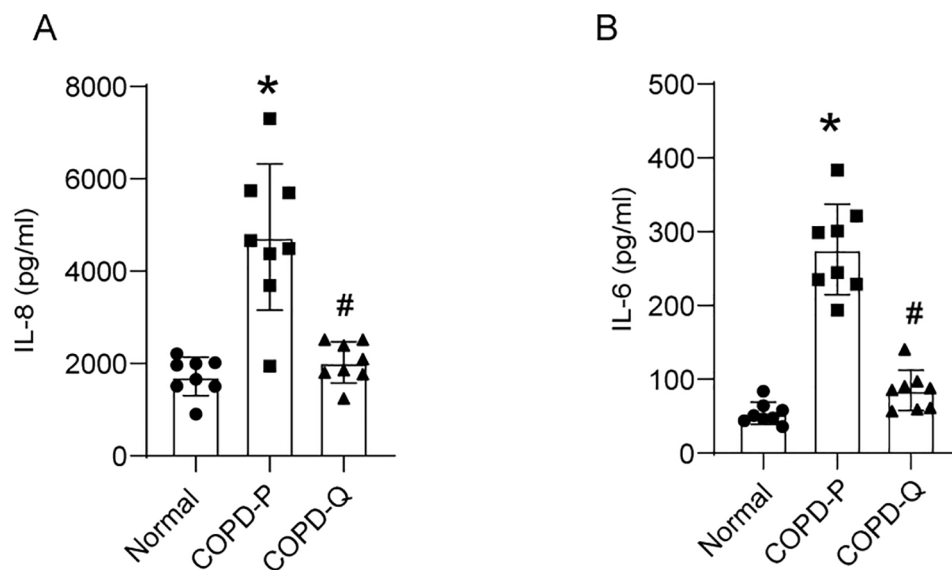 A
IL-8 (pg/ml)
8000
6000
4000
2000
0
*
#
Normal
COPD-P
COPD-Q
B
IL-6 (pg/ml)
500
400
300
200
100
0
*
#
Normal
COPD-P
COPD-Q